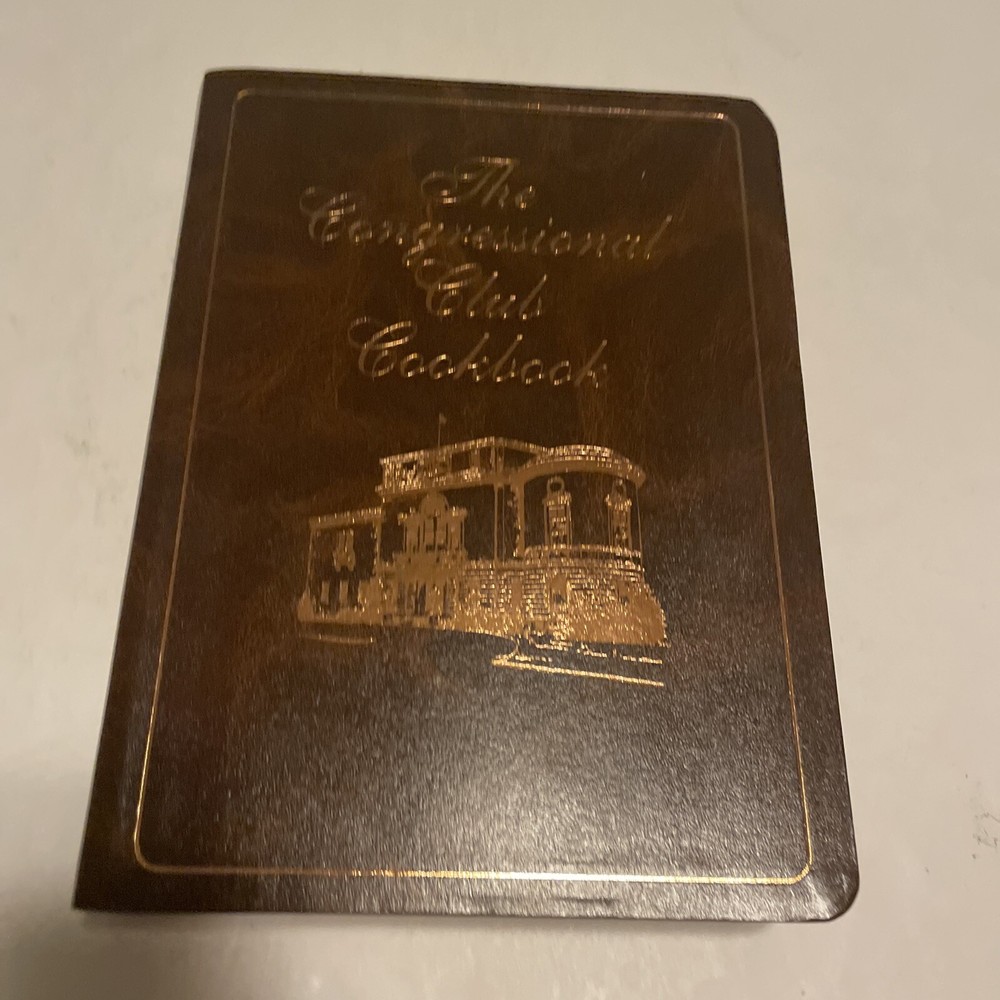 The
Congressional
Club
Cookbook